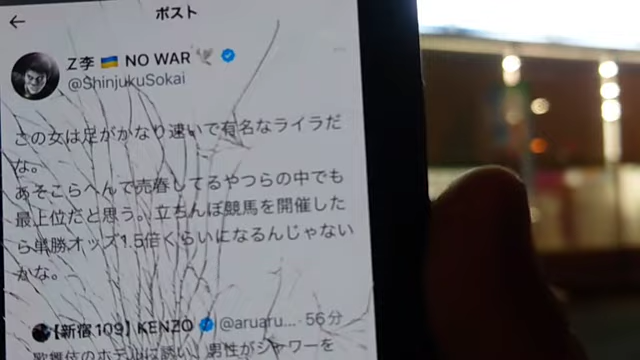 ポスト
Z李 🇺🇦 NO WAR 🕊
@ShinjukuSokai
この女は足がかなり速いで有名なライラだ
な。
あそこらへんで売春してるやつらの中でも
最上位だと思う。立ちんぼ競馬を開催した
ら単勝オッズ1.5倍くらいになるんじゃない
かな。
【新宿109】KENZO @aruaru... · 56分
歌舞伎のホテルに誘い、男性がシャワーを